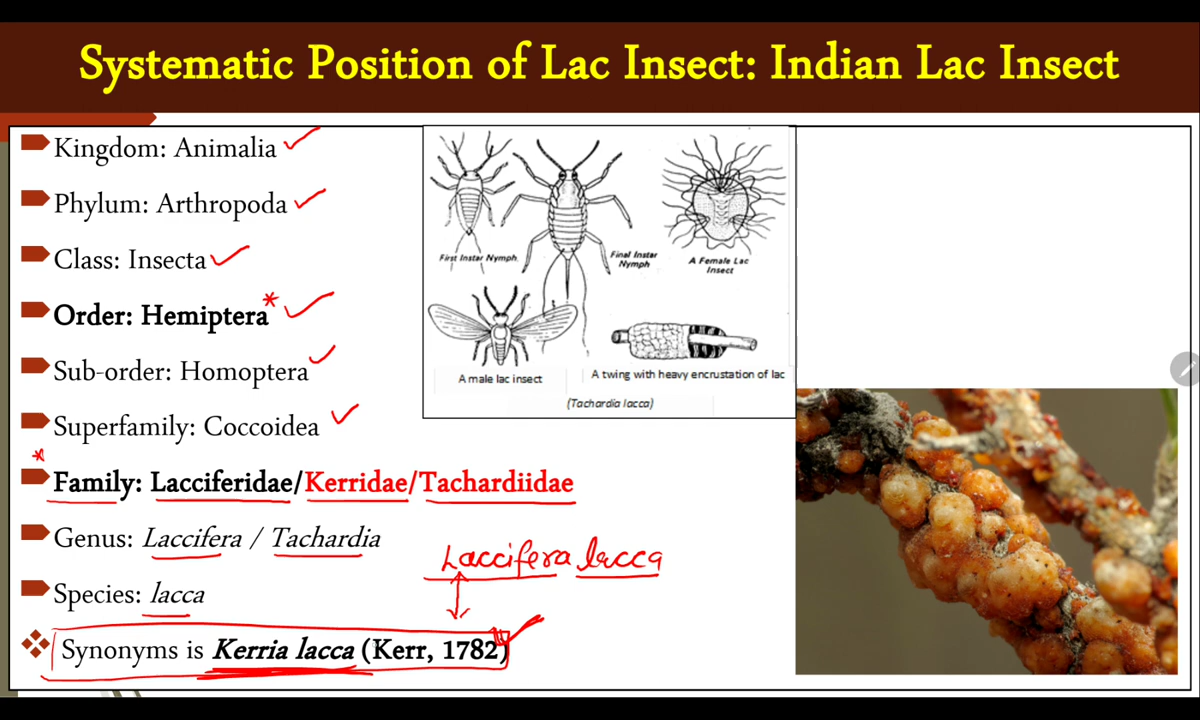 Systematic Position of Lac Insect: Indian Lac Insect
Kingdom: Animalia
Phylum: Arthropoda
Class: Insecta
Order: Hemiptera*
Sub-order: Homoptera
Superfamily: Coccoidea
* Family: Lacciferidae/Kerridae/Tachardiidae
Genus: Laccifera / Tachardia
Laccifera lacca
Species: lacca
Synonyms is Kerria lacca (Kerr, 1782)
First Instar Nymph
Final Instar
Nymph
A Female Lac
Insect
A male lac insect
A twing with heavy encrustation of lac
(Tachardia lacca)